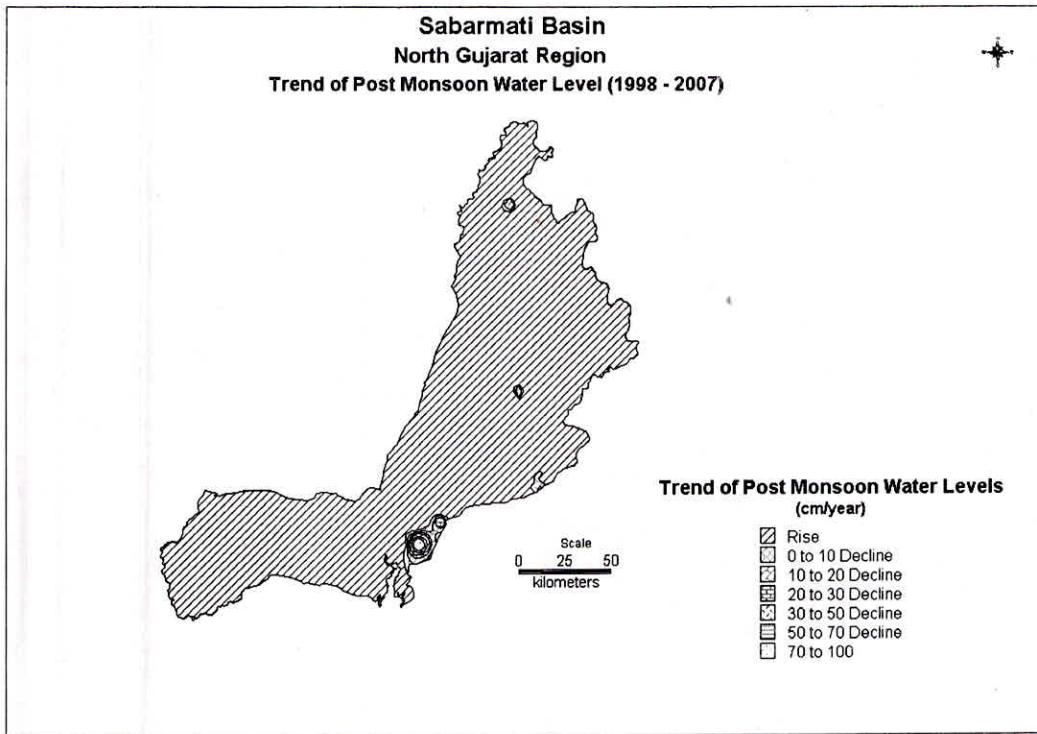 Sabarmati Basin
North Gujarat Region
Trend of Post Monsoon Water Level (1998 - 2007)
Trend of Post Monsoon Water Levels
(cm/year)
Rise
0 to 10 Decline
10 to 20 Decline
20 to 30 Decline
30 to 50 Decline
50 to 70 Decline
70 to 100
Scale
0 25 50
kilometers